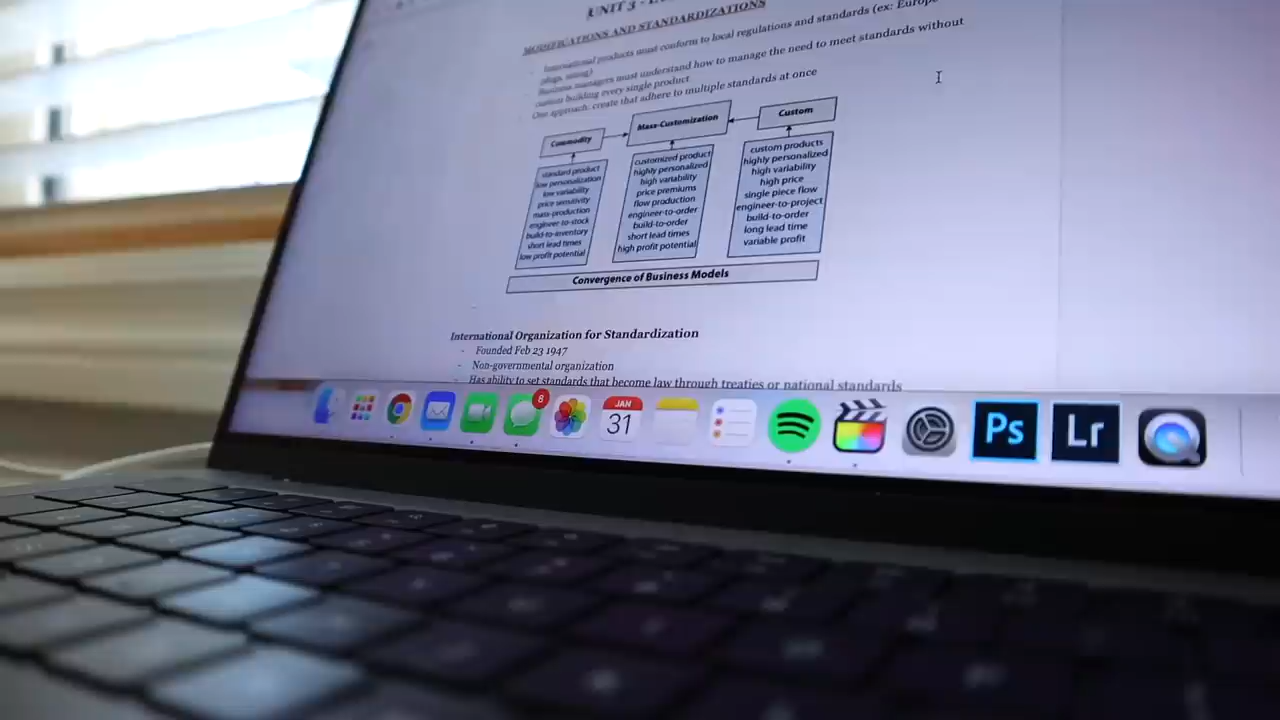 UNIT 3 -
MODIFICATIONS AND STANDARDIZATIONS
- International products must conform to local regulations and standards (ex: Europe
plugs, sizing)
- Business managers must understand how to manage the need to meet standards without
custom building every single product
- One approach: create that adhere to multiple standards at once
Commodity
Mass-Customization
Custom
standard product
low personalization
low variability
price sensitivity
mass-production
engineer to-stock
build-to-inventory
short lead times
low profit potential
customized product
highly personalized
high variability
price premiums
flow production
engineer-to-order
build-to-order
short lead times
high profit potential
custom products
highly personalized
high variability
high price
single piece flow
engineer-to-project
build-to-order
long lead time
variable profit
Convergence of Business Models
-
International Organization for Standardization
- Founded Feb 23 1947
- Non-governmental organization
- Has ability to set standards that become law through treaties or national standards
8
JAN
31
Ps
Lr